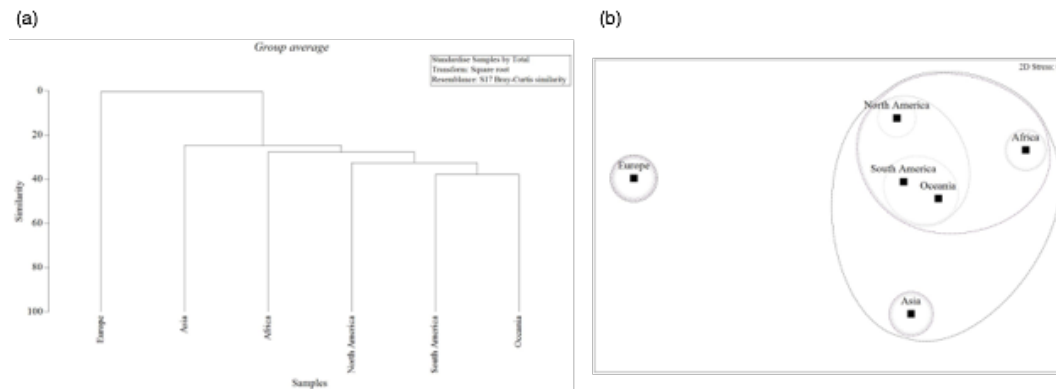 (a)
(b)
Group average
Standardise Samples by Total
Transform: Square root
Resemblance: S17 Bray-Curtis similarity
0
20
40
60
80
100
Similarity
Europe
Asia
Africa
North America
South America
Oceania
Samples
2D Stress:
North America
Africa
Europe
South America
Oceania
Asia